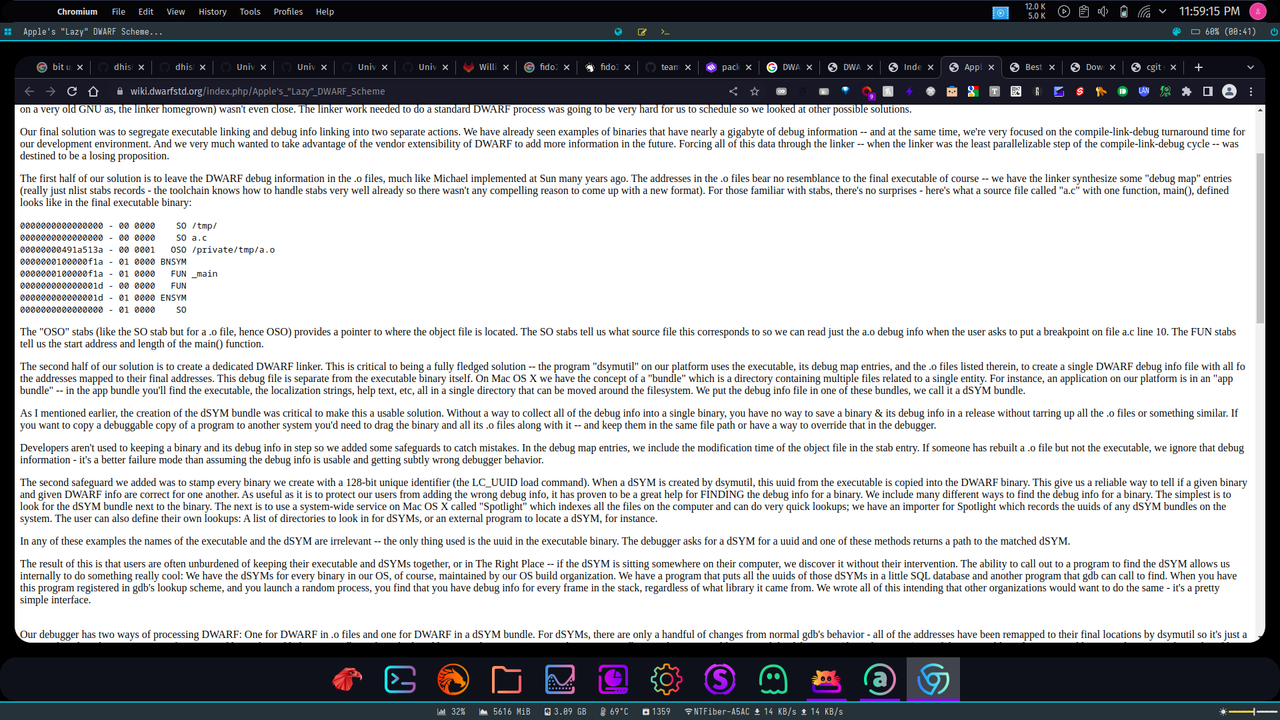 Chromium File Edit View History Tools Profiles Help 12.0 K 5.0 K 11:59:15 PM
Apple's "Lazy" DWARF Scheme... 60% (00:41)
bit u dhis dhis Univ Univ Univ Univ Willi fido2 fido2 team pack DWA DWA Inde Appl Best Dow cgit
wiki.dwarfstd.org/index.php/Apple's_"Lazy"_DWARF_Scheme
on a very old GNU as, the linker homegrown) wasn't even close. The linker work needed to do a standard DWARF process was going to be very hard for us to schedule so we looked at other possible solutions.
Our final solution was to segregate executable linking and debug info linking into two separate actions. We have already seen examples of binaries that have nearly a gigabyte of debug information -- and at the same time, we're very focused on the compile-link-debug turnaround time for
our development environment. And we very much wanted to take advantage of the vendor extensibility of DWARF to add more information in the future. Forcing all of this data through the linker -- when the linker was the least parallelizable step of the compile-link-debug cycle -- was
destined to be a losing proposition.
The first half of our solution is to leave the DWARF debug information in the .o files, much like Michael implemented at Sun many years ago. The addresses in the .o files bear no resemblance to the final executable of course -- we have the linker synthesize some "debug map" entries
(really just nlist stabs records - the toolchain knows how to handle stabs very well already so there wasn't any compelling reason to come up with a new format). For those familiar with stabs, there's no surprises - here's what a source file called "a.c" with one function, main(), defined
looks like in the final executable binary:
0000000000000000 - 00 0000    SO /tmp/
0000000000000000 - 00 0000    SO a.c
00000000491a513a - 00 0001   OSO /private/tmp/a.o
0000000100000f1a - 01 0000 BNSYM
0000000100000f1a - 01 0000   FUN _main
000000000000001d - 00 0000   FUN
000000000000001d - 01 0000 ENSYM
0000000000000000 - 01 0000    SO
The "OSO" stabs (like the SO stab but for a .o file, hence OSO) provides a pointer to where the object file is located. The SO stabs tell us what source file this corresponds to so we can read just the a.o debug info when the user asks to put a breakpoint on file a.c line 10. The FUN stabs
tell us the start address and length of the main() function.
The second half of our solution is to create a dedicated DWARF linker. This is critical to being a fully fledged solution -- the program "dsymutil" on our platform uses the executable, its debug map entries, and the .o files listed therein, to create a single DWARF debug info file with all fo
the addresses mapped to their final addresses. This debug file is separate from the executable binary itself. On Mac OS X we have the concept of a "bundle" which is a directory containing multiple files related to a single entity. For instance, an application on our platform is in an "app
bundle" -- in the app bundle you'll find the executable, the localization strings, help text, etc, all in a single directory that can be moved around the filesystem. We put the debug info file in one of these bundles, we call it a dSYM bundle.
As I mentioned earlier, the creation of the dSYM bundle was critical to make this a usable solution. Without a way to collect all of the debug info into a single binary, you have no way to save a binary & its debug info in a release without tarring up all the .o files or something similar. If
you want to copy a debuggable copy of a program to another system you'd need to drag the binary and all its .o files along with it -- and keep them in the same file path or have a way to override that in the debugger.
Developers aren't used to keeping a binary and its debug info in step so we added some safeguards to catch mistakes. In the debug map entries, we include the modification time of the object file in the stab entry. If someone has rebuilt a .o file but not the executable, we ignore that debug
information - it's a better failure mode than assuming the debug info is usable and getting subtly wrong debugger behavior.
The second safeguard we added was to stamp every binary we create with a 128-bit unique identifier (the LC_UUID load command). When a dSYM is created by dsymutil, this uuid from the executable is copied into the DWARF binary. This give us a reliable way to tell if a given binary
and given DWARF info are correct for one another. As useful as it is to protect our users from adding the wrong debug info, it has proven to be a great help for FINDING the debug info for a binary. We include many different ways to find the debug info for a binary. The simplest is to
look for the dSYM bundle next to the binary. The next is to use a system-wide service on Mac OS X called "Spotlight" which indexes all the files on the computer and can do very quick lookups; we have an importer for Spotlight which records the uuids of any dSYM bundles on the
system. The user can also define their own lookups: A list of directories to look in for dSYMs, or an external program to locate a dSYM, for instance.
In any of these examples the names of the executable and the dSYM are irrelevant -- the only thing used is the uuid in the executable binary. The debugger asks for a dSYM for a uuid and one of these methods returns a path to the matched dSYM.
The result of this is that users are often unburdened of keeping their executable and dSYMs together, or in The Right Place -- if the dSYM is sitting somewhere on their computer, we discover it without their intervention. The ability to call out to a program to find the dSYM allows us
internally to do something really cool: We have the dSYMs for every binary in our OS, of course, maintained by our OS build organization. We have a program that puts all the uuids of those dSYMs in a little SQL database and another program that gdb can call to find. When you have
this program registered in gdb's lookup scheme, and you launch a random process, you find that you have debug info for every frame in the stack, regardless of what library it came from. We wrote all of this intending that other organizations would want to do the same - it's a pretty
simple interface.
Our debugger has two ways of processing DWARF: One for DWARF in .o files and one for DWARF in a dSYM bundle. For dSYMs, there are only a handful of changes from normal gdb's behavior - all of the addresses have been remapped to their final locations by dsymutil so it's just a
32% 5616 MiB 3.09 GB 69°C 1359 NTFiber-A5AC 14 KB/s 14 KB/s